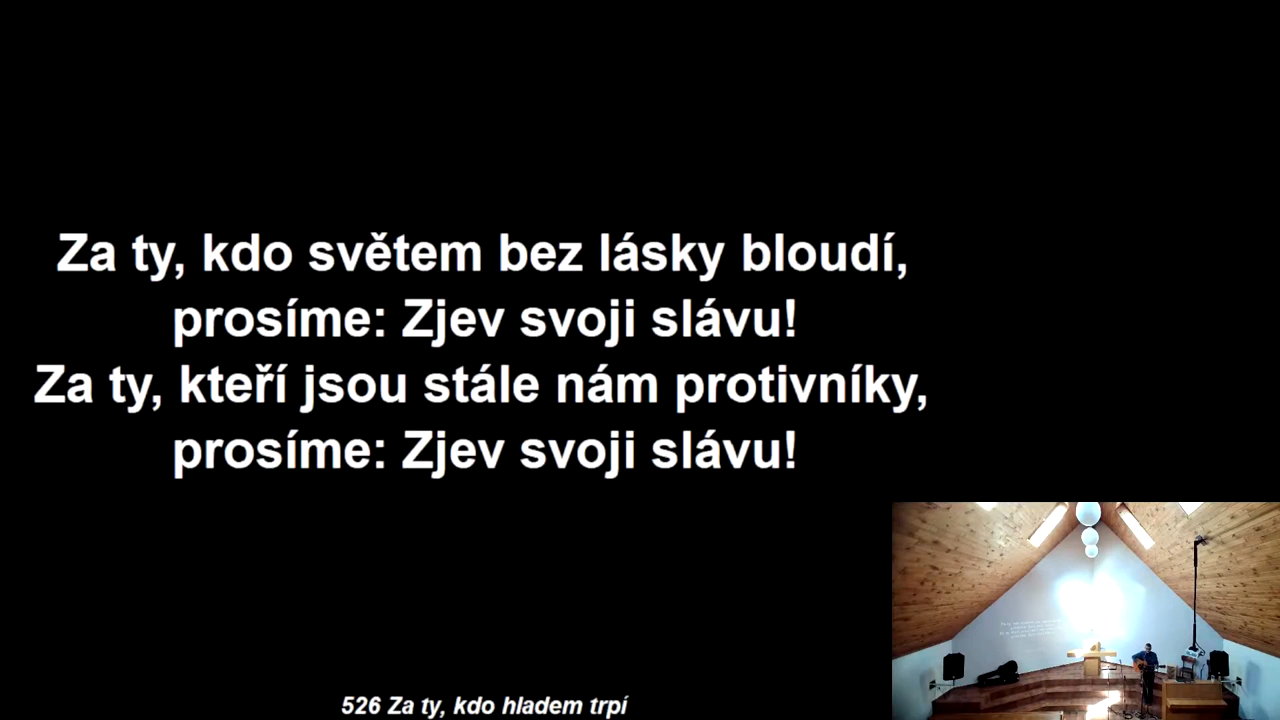 Za ty, kdo světem bez lásky bloudí,
prosíme: Zjev svoji slávu!
Za ty, kteří jsou stále nám protivníky,
prosíme: Zjev svoji slávu!
526 Za ty, kdo hladem trpí